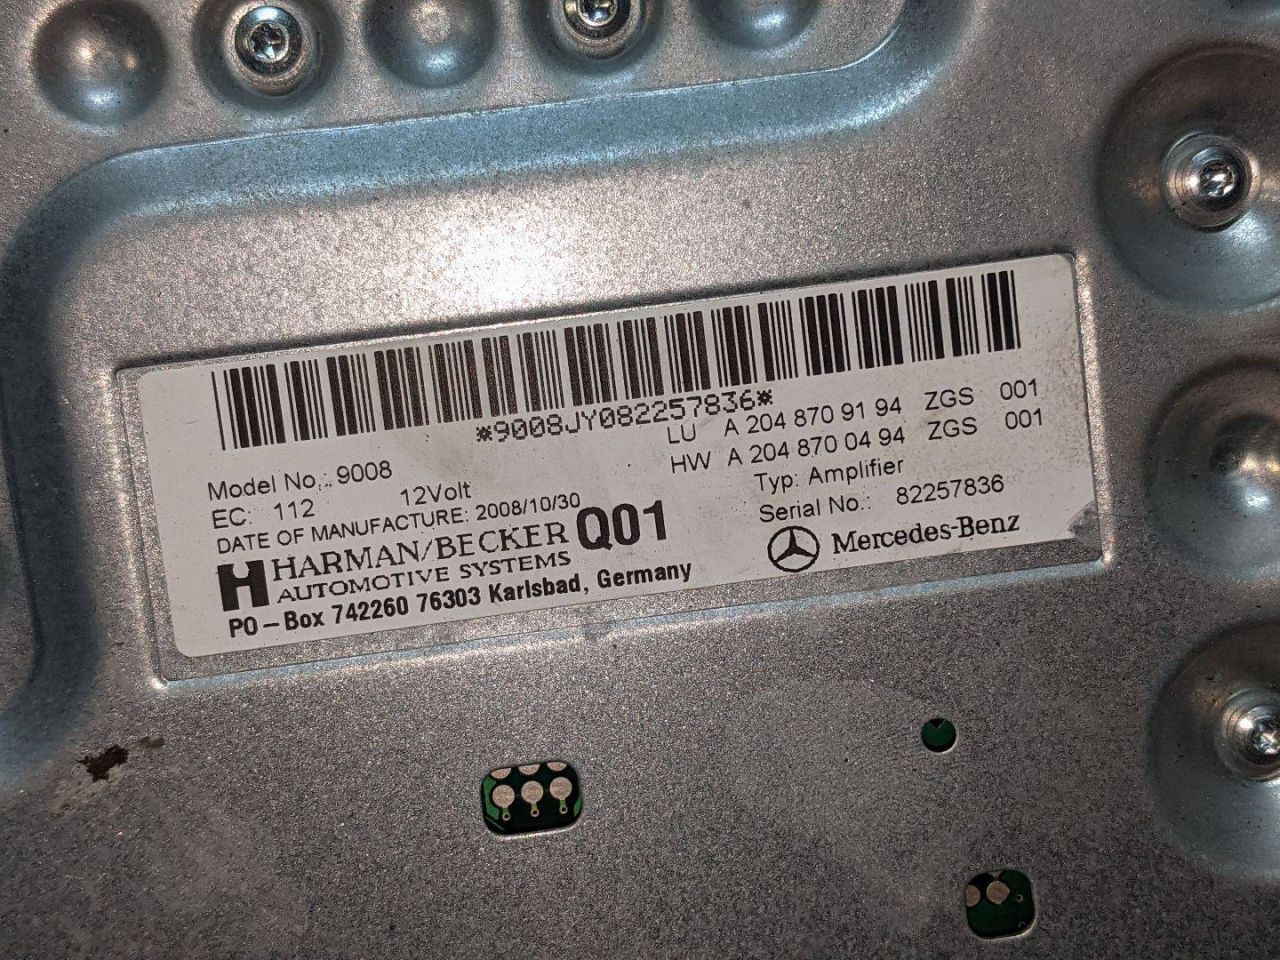 *9008JY082257836*
LU A 204 870 91 94 ZGS 001
HW A 204 870 04 94 ZGS 001
Model No.: 9008
Typ: Amplifier
EC: 112 12Volt
Serial No.: 82257836
DATE OF MANUFACTURE: 2008/10/30
HARMAN/BECKER Q01
AUTOMOTIVE SYSTEMS
Mercedes-Benz
PO-Box 742260 76303 Karlsbad, Germany